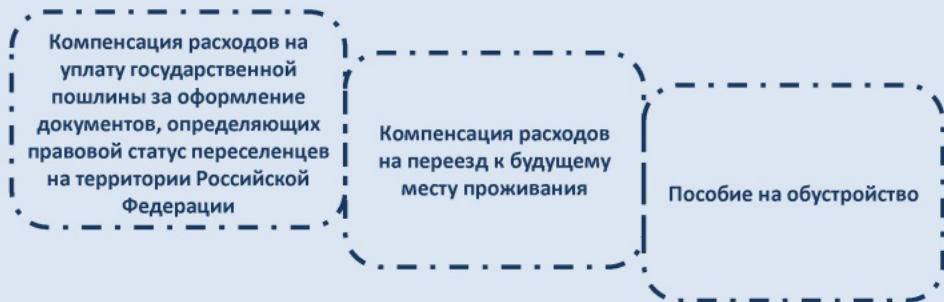 Компенсация расходов на
уплату государственной
пошлины за оформление
документов, определяющих
правовой статус переселенцев
на территории Российской
Федерации
Компенсация расходов
на переезд к будущему
месту проживания
Пособие на обустройство